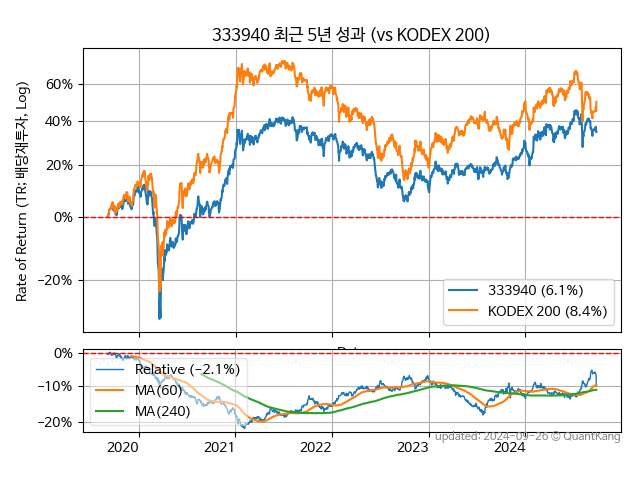 333940 최근 5년 성과 (vs KODEX 200)
Rate of Return (TR: 배당재투자, Log)
60%
40%
20%
0%
−20%
333940 (6.1%)
KODEX 200 (8.4%)
0%
−10%
−20%
Relative (−2.1%)
MA(60)
MA(240)
2020
2021
2022
2023
2024
updated: 2024-09-26 © QuantKang